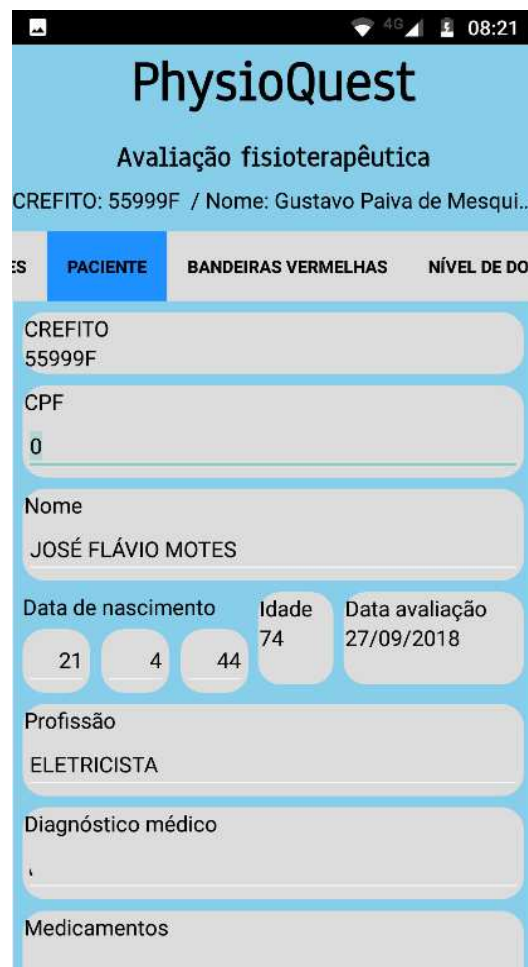 4G 08:21
PhysioQuest
Avaliação fisioterapêutica
CREFITO: 55999F / Nome: Gustavo Paiva de Mesqui..
ES PACIENTE BANDEIRAS VERMELHAS NÍVEL DE DO
CREFITO
55999F
CPF
0
Nome
JOSÉ FLÁVIO MOTES
Data de nascimento Idade Data avaliação
21 4 44 74 27/09/2018
Profissão
ELETRICISTA
Diagnóstico médico
Medicamentos